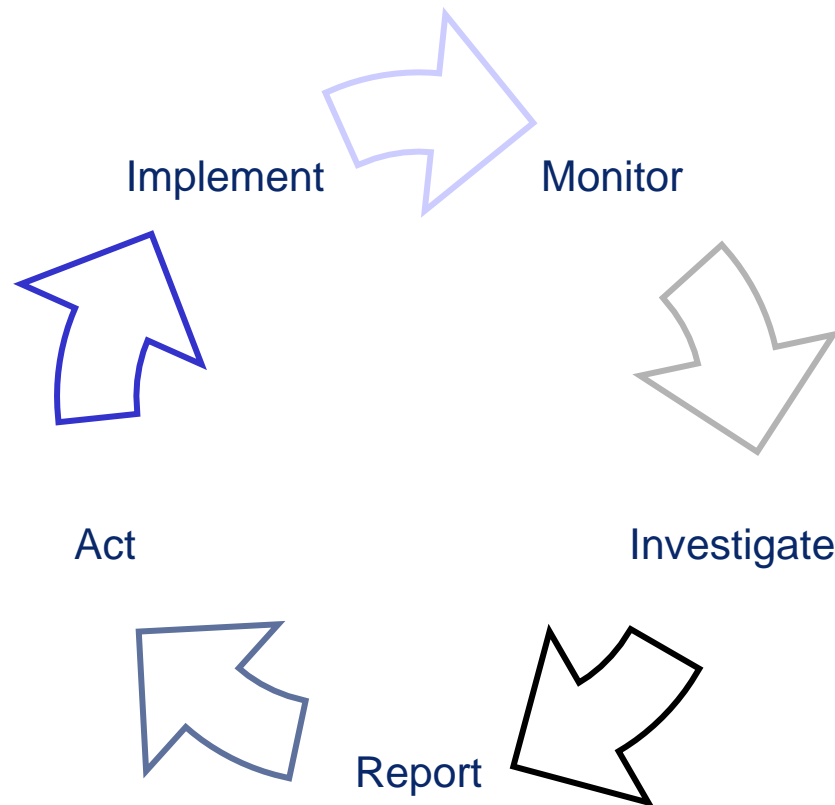 Implement
Monitor
Act
Investigate
Report